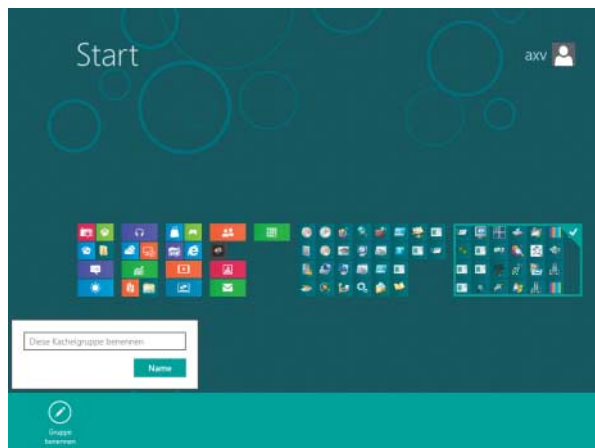 Start
axv
Diese Kachelgruppe benennen
Name
Gruppe
benennen